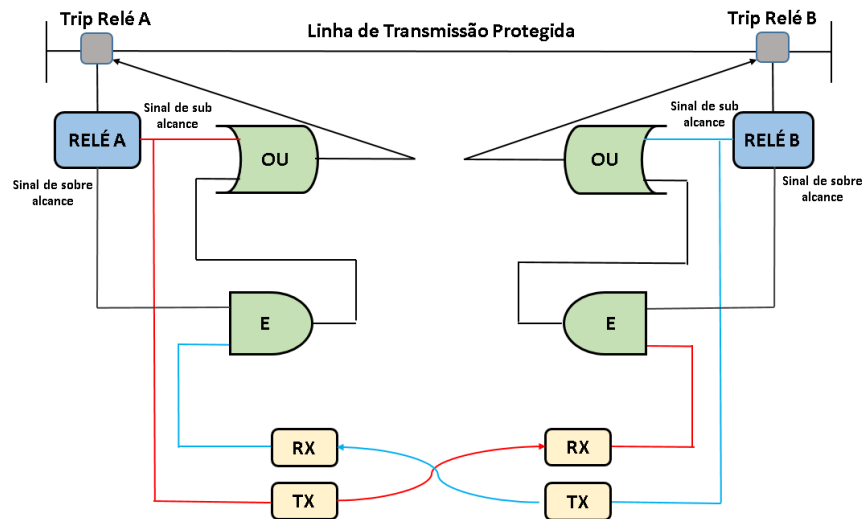 Trip Relé A
Linha de Transmissão Protegida
Trip Relé B
Sinal de sub
alcance
RELÉ A
OU
Sinal de sobre
alcance
Sinal de sub
alcance
OU
RELÉ B
Sinal de sobre
alcance
E
E
RX
RX
TX
TX